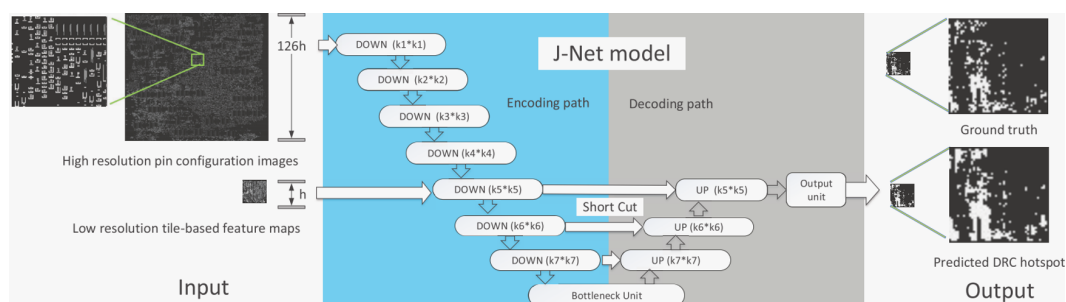 126h
High resolution pin configuration images
h
Low resolution tile-based feature maps
Input
J-Net model
Encoding path
Decoding path
DOWN (k1*k1)
DOWN (k2*k2)
DOWN (k3*k3)
DOWN (k4*k4)
DOWN (k5*k5)
DOWN (k6*k6)
DOWN (k7*k7)
Bottleneck Unit
Short Cut
UP (k5*k5)
UP (k6*k6)
UP (k7*k7)
Output
unit
Ground truth
Predicted DRC hotspot
Output